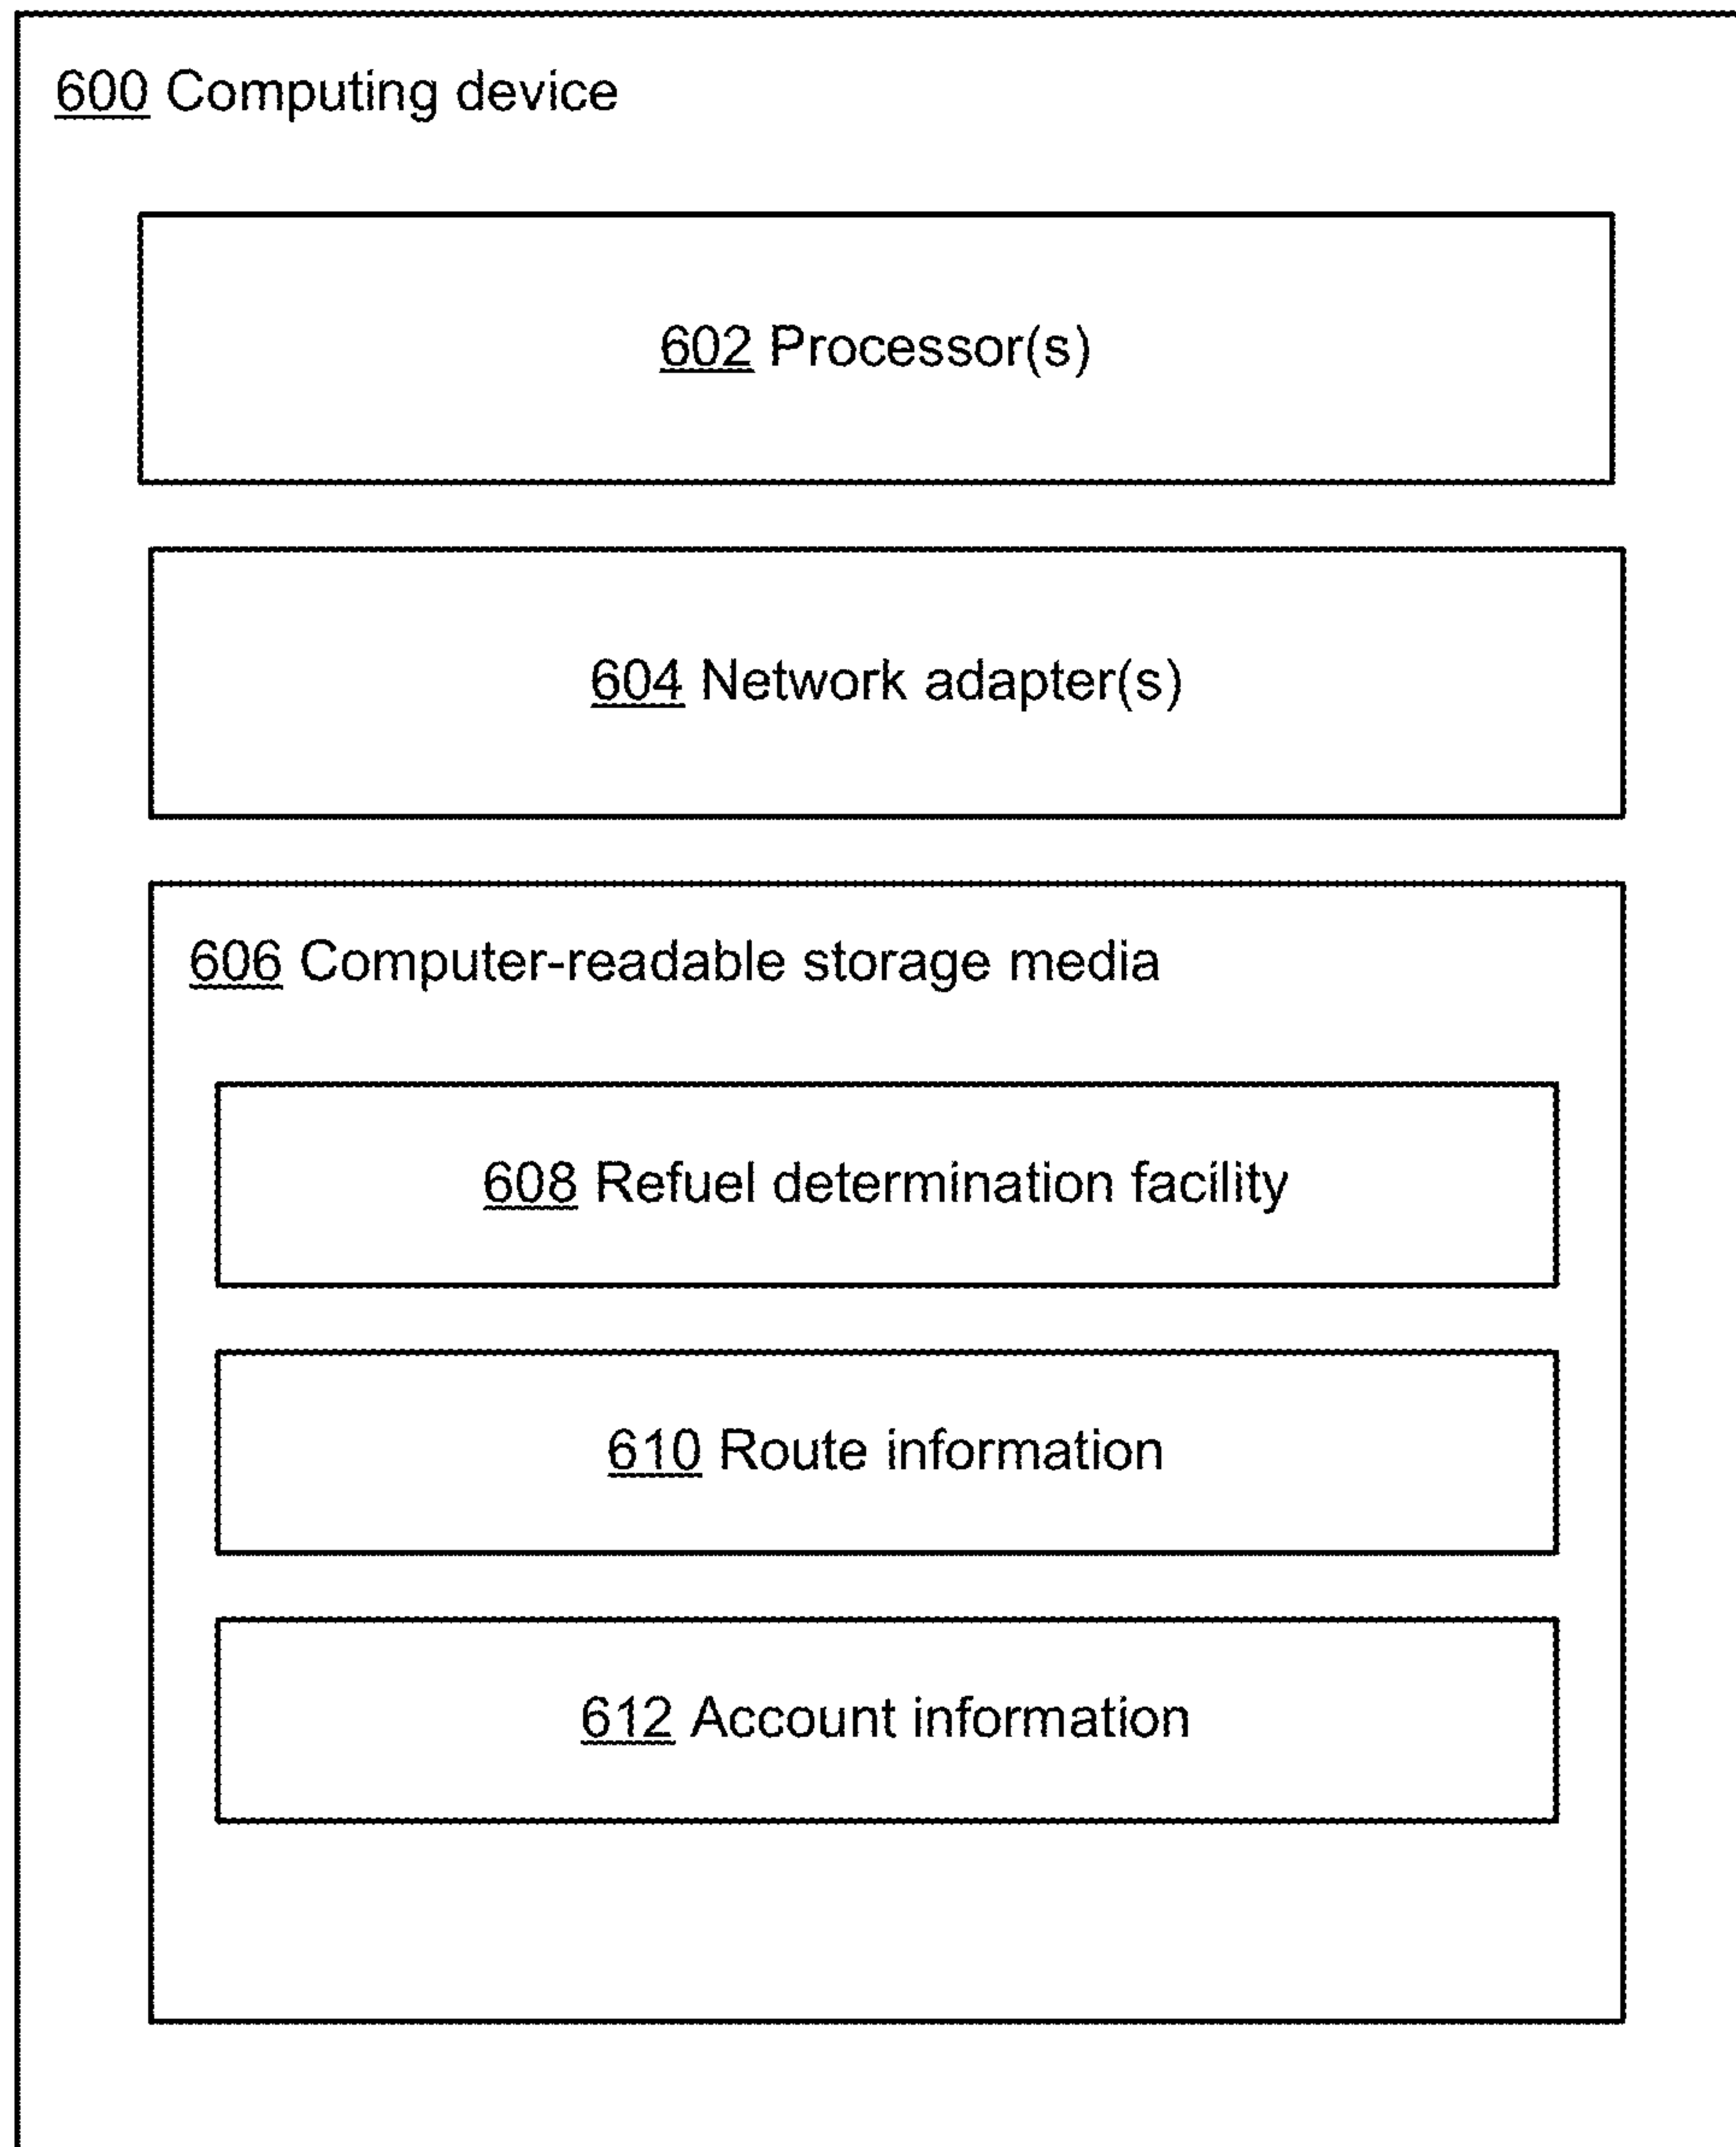 600 Computing device
602 Processor(s)
604 Network adapter(s)
606 Computer-readable storage media
608 Refuel determination facility
610 Route information
612 Account information